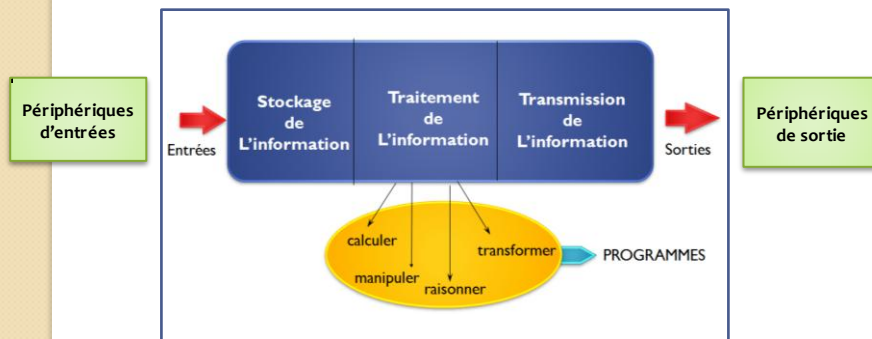 Périphériques
d'entrées
Entrées
Stockage
de
L'information
Traitement
de
L'information
Transmission
de
L'information
Sorties
Périphériques
de sortie
calculer
manipuler
raisonner
transformer
PROGRAMMES